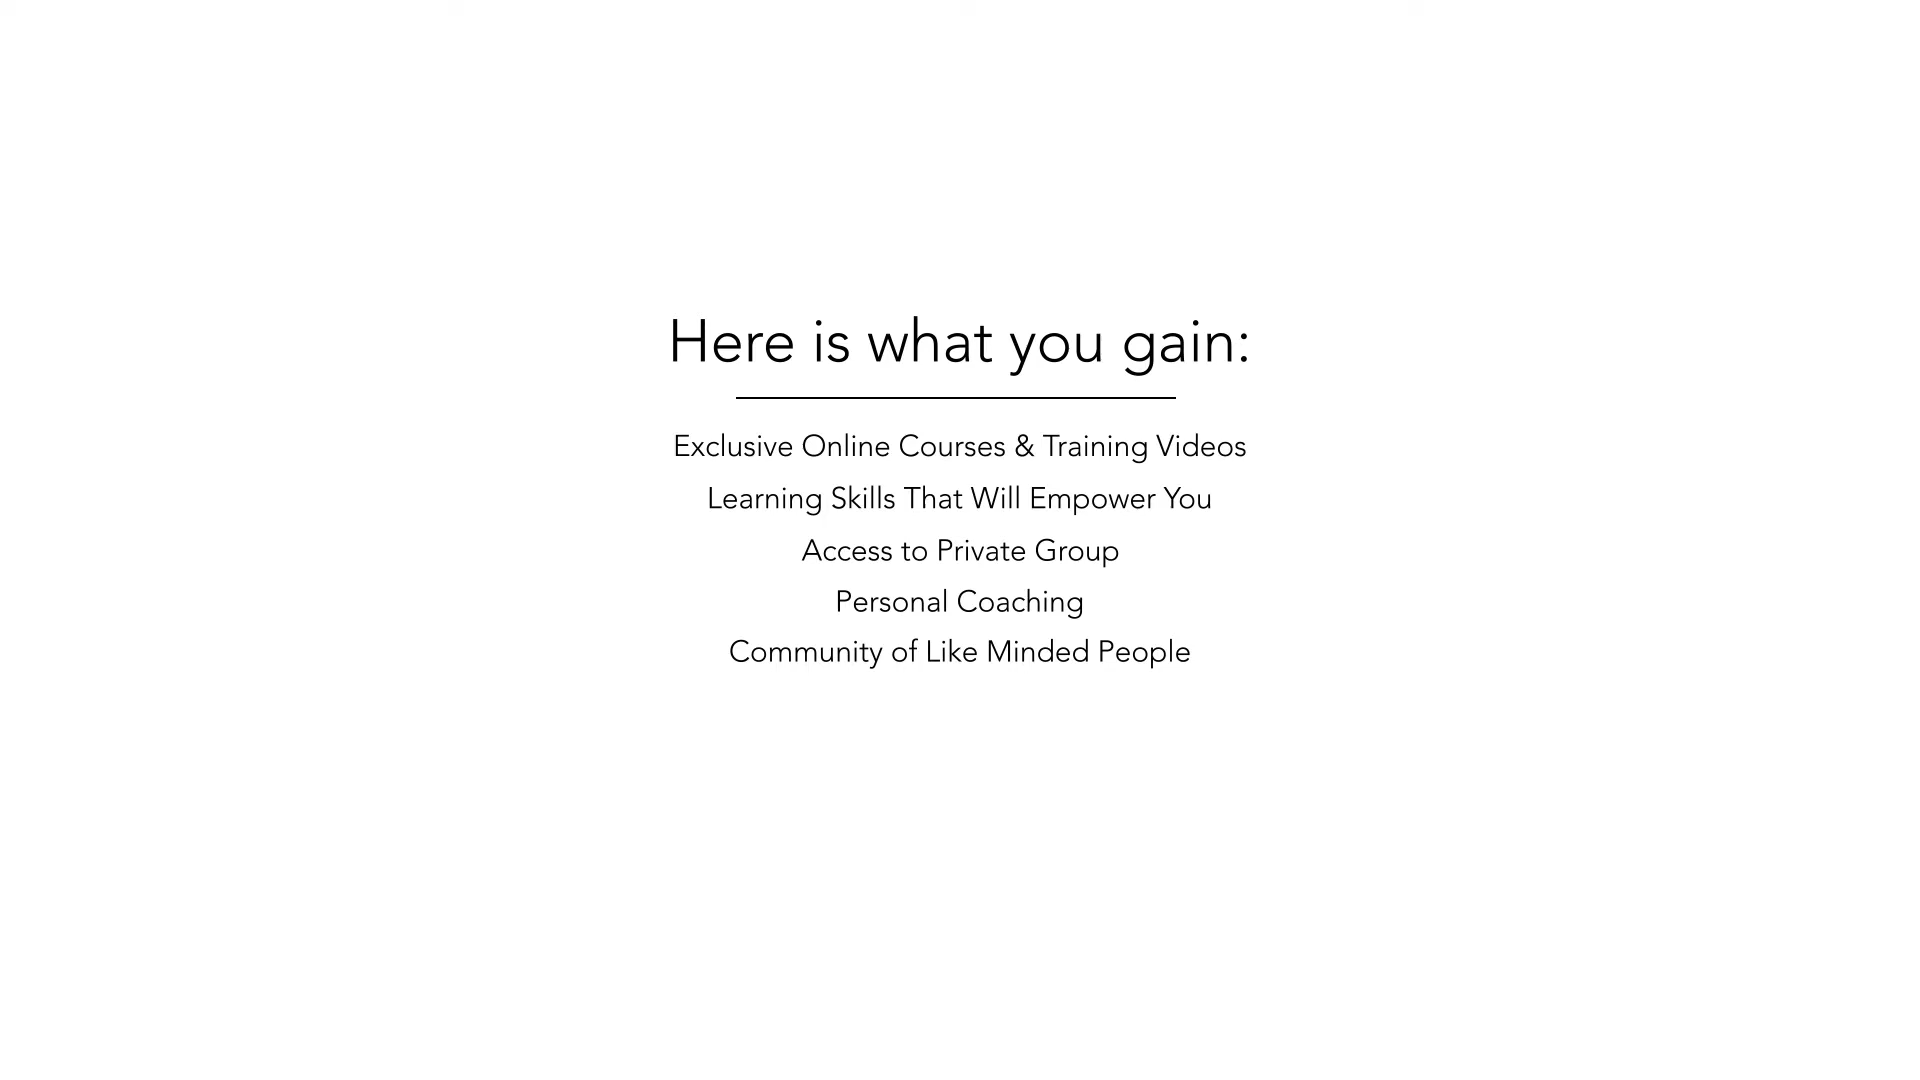 Here is what you gain:
Exclusive Online Courses & Training Videos
Learning Skills That Will Empower You
Access to Private Group
Personal Coaching
Community of Like Minded People